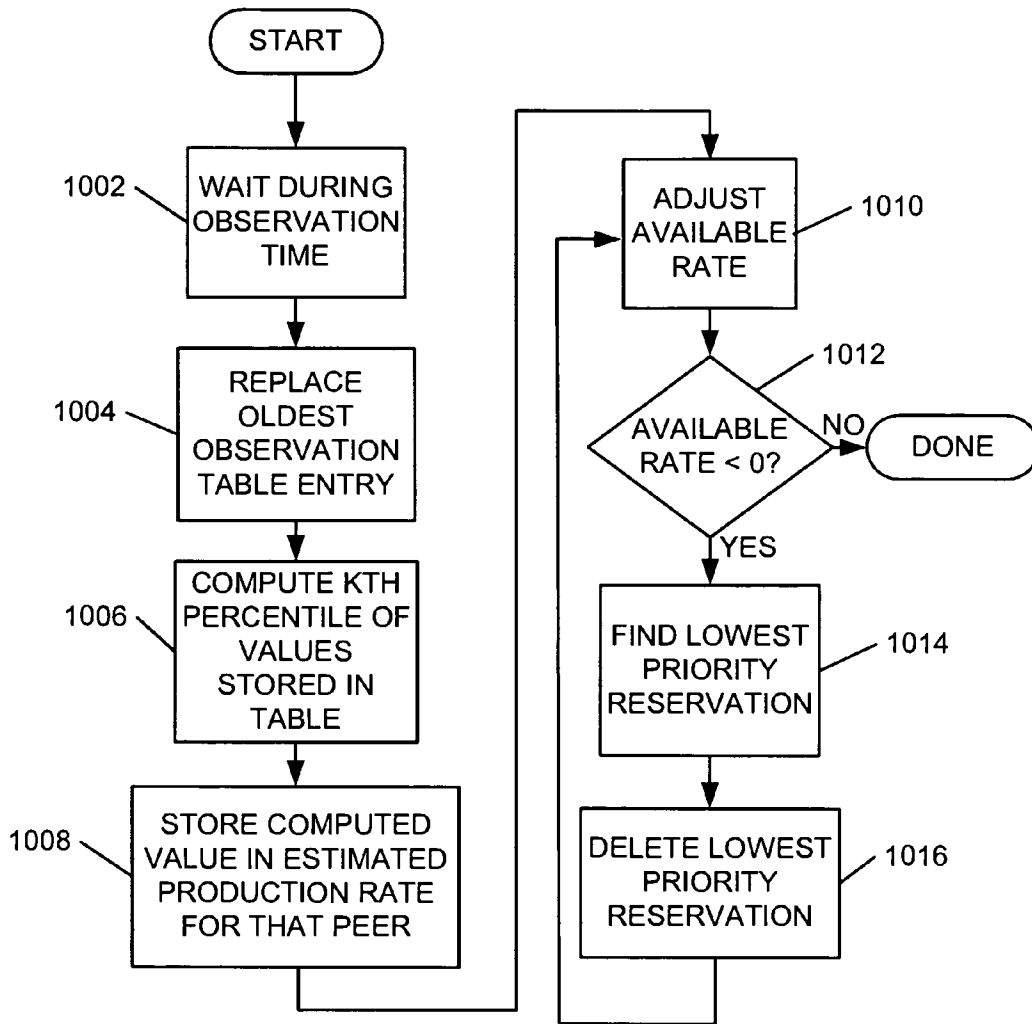 START
1002
WAIT DURING
OBSERVATION
TIME
1004
REPLACE
OLDEST
OBSERVATION
TABLE ENTRY
1006
COMPUTE KTH
PERCENTILE OF
VALUES
STORED IN
TABLE
1008
STORE COMPUTED
VALUE IN ESTIMATED
PRODUCTION RATE
FOR THAT PEER
ADJUST
AVAILABLE
RATE
1010
1012
AVAILABLE
RATE < 0?
NO
DONE
YES
FIND LOWEST
PRIORITY
RESERVATION
1014
DELETE LOWEST
PRIORITY
RESERVATION
1016